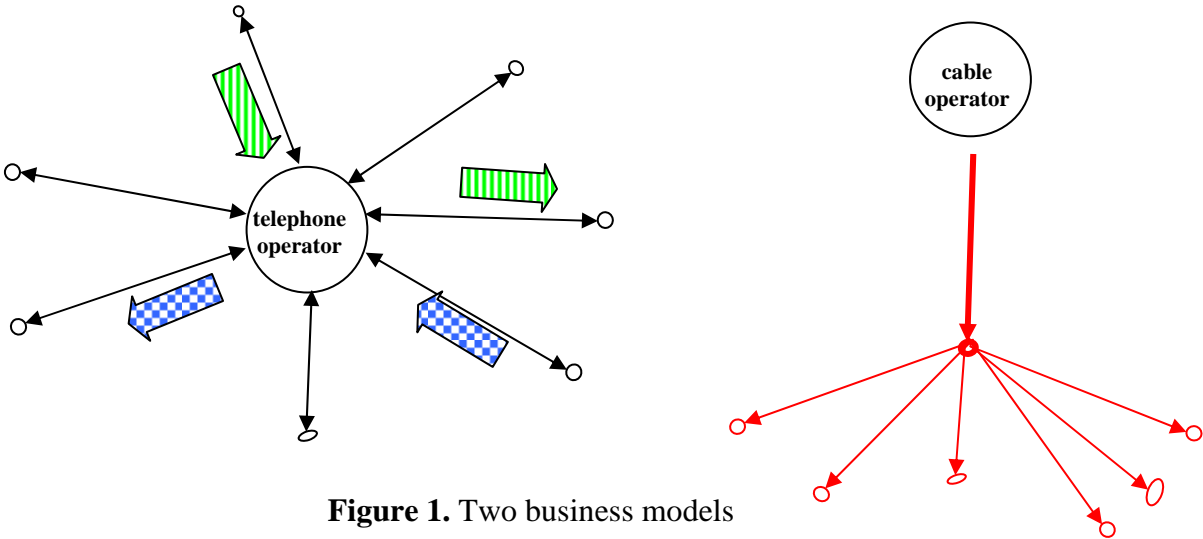 cable
operator
telephone
operator
Figure 1. Two business models